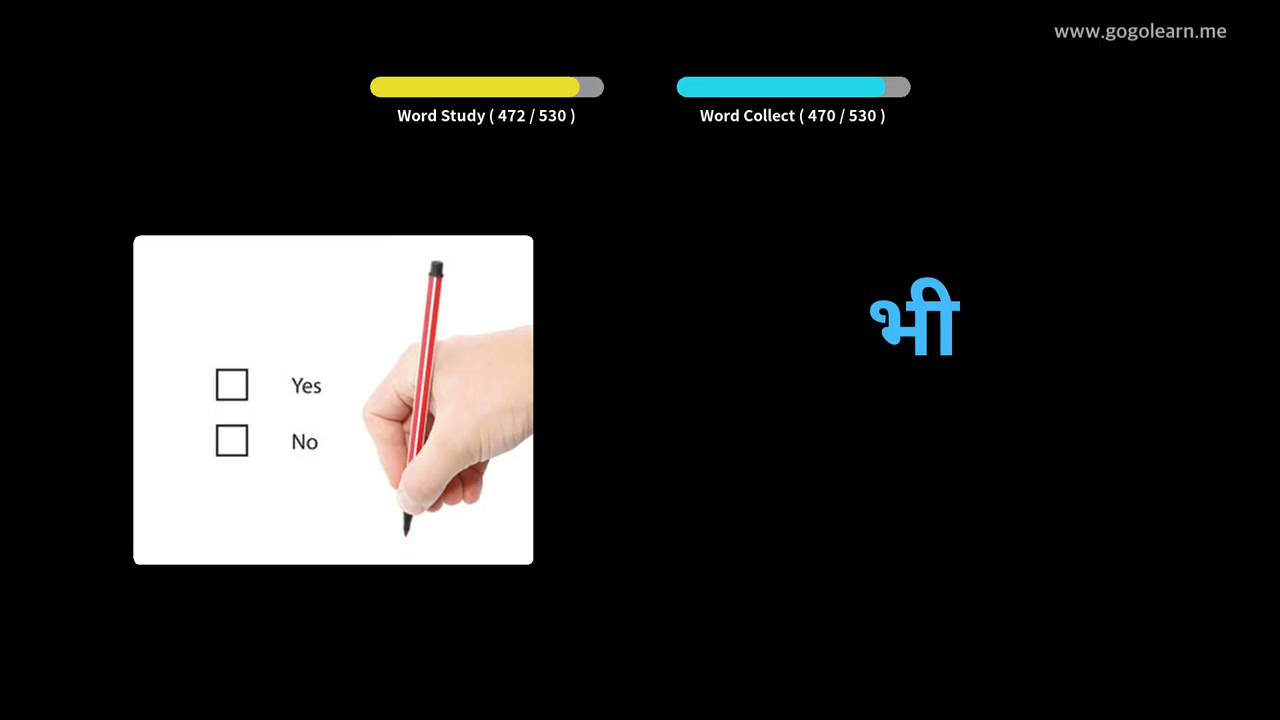 www.gogolearn.me
Word Study ( 472 / 530 )
Word Collect ( 470 / 530 )
भी
Yes
No